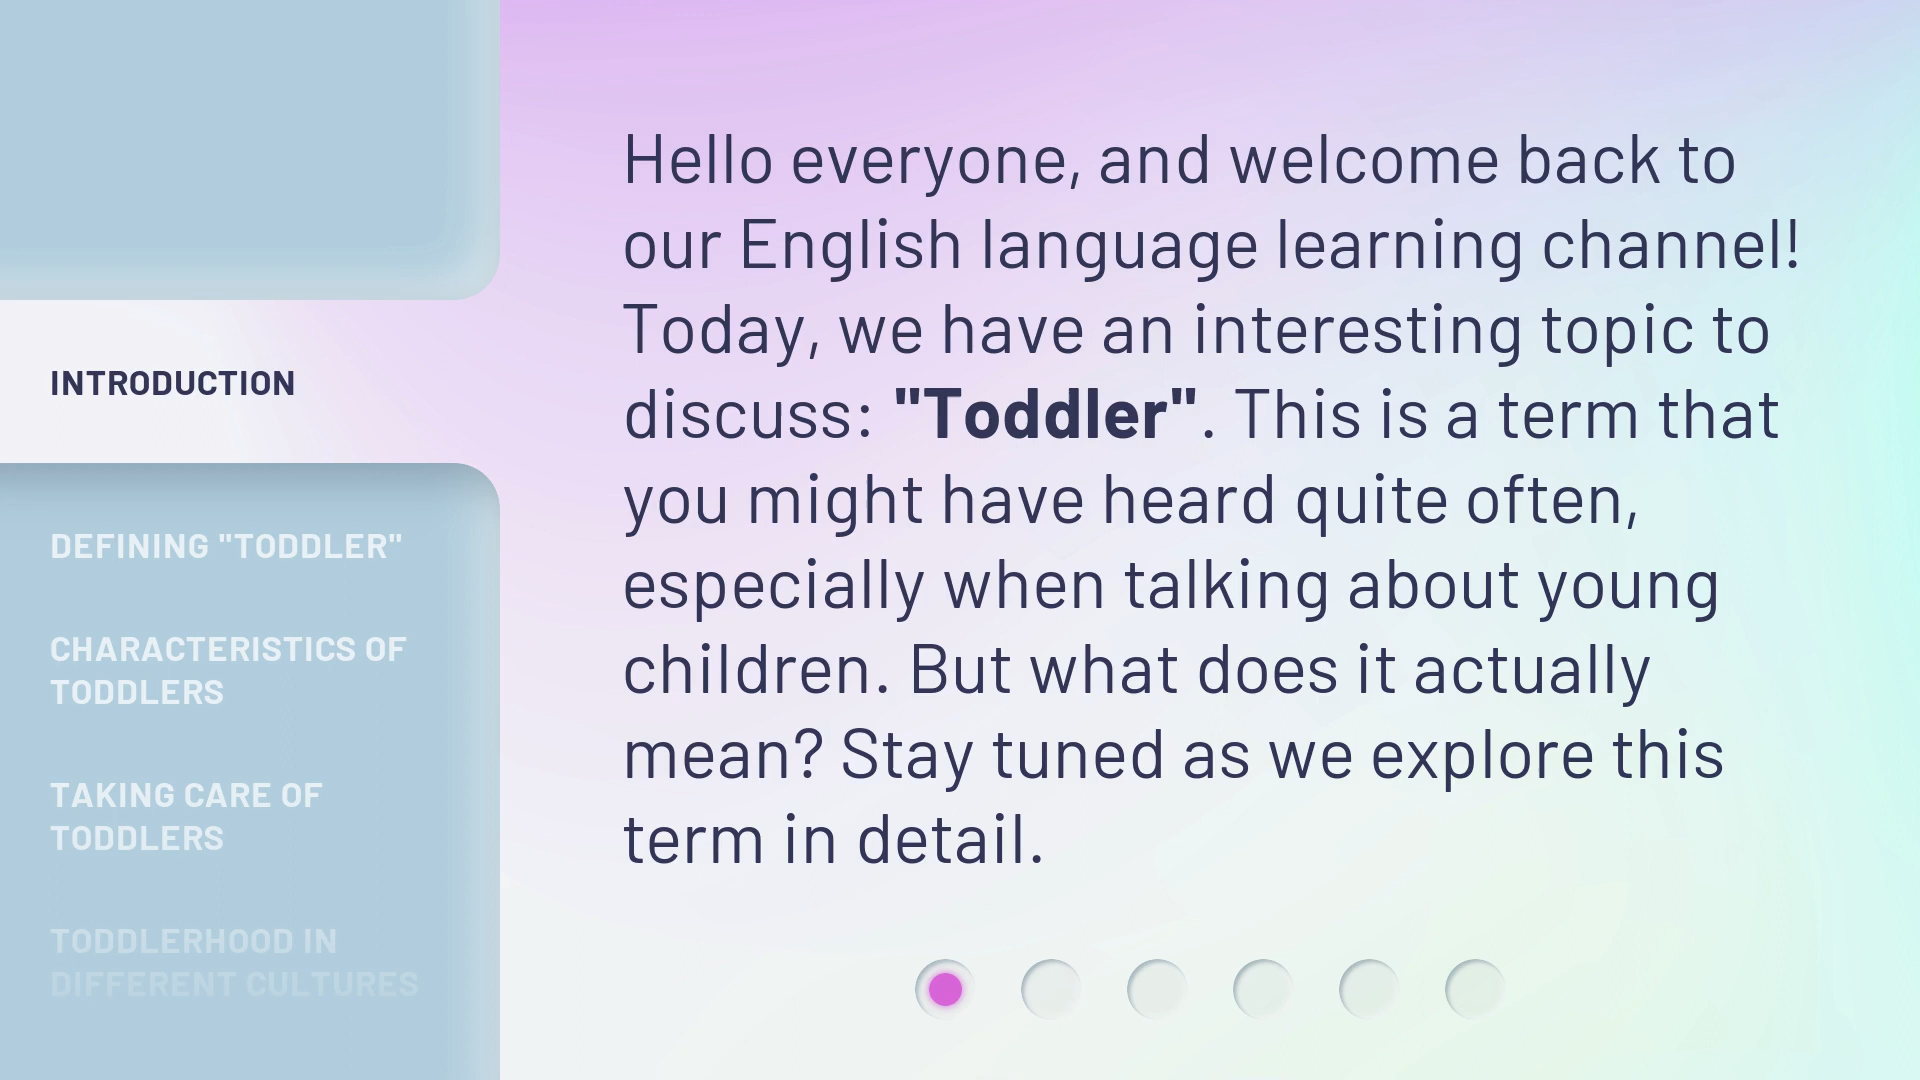 INTRODUCTION
DEFINING "TODDLER"
CHARACTERISTICS OF
TODDLERS
TAKING CARE OF
TODDLERS
TODDLERHOOD IN
DIFFERENT CULTURES
Hello everyone, and welcome back to
our English language learning channel!
Today, we have an interesting topic to
discuss: "Toddler". This is a term that
you might have heard quite often,
especially when talking about young
children. But what does it actually
mean? Stay tuned as we explore this
term in detail.